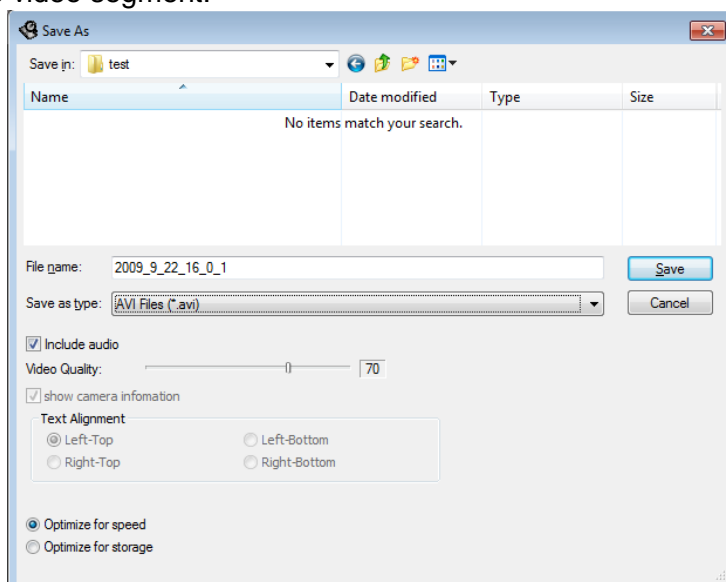 video segment.
Save As
Save in: test
Name Date modified Type Size
No items match your search.
File name: 2009_9_22_16_0_1 Save
Save as type: AVI Files (*.avi) Cancel
Include audio
Video Quality: 70
show camera infomation
Text Alignment
Left-Top Left-Bottom
Right-Top Right-Bottom
Optimize for speed
Optimize for storage